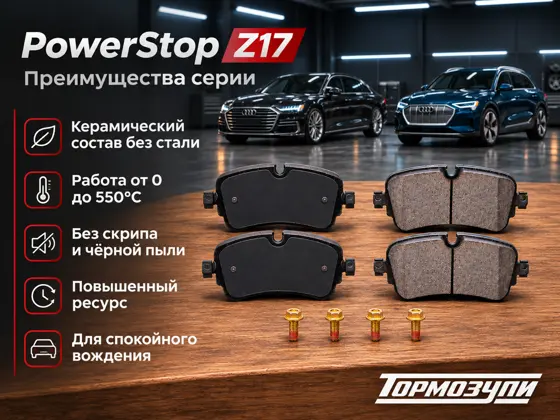 PowerStop Z17
Преимущества серии
Керамический
состав без стали
Работа от 0
до 550°C
Без скрипа
и чёрной пыли
Повышенный
ресурс
Для спокойного
вождения
ТОРМОЗУПИ